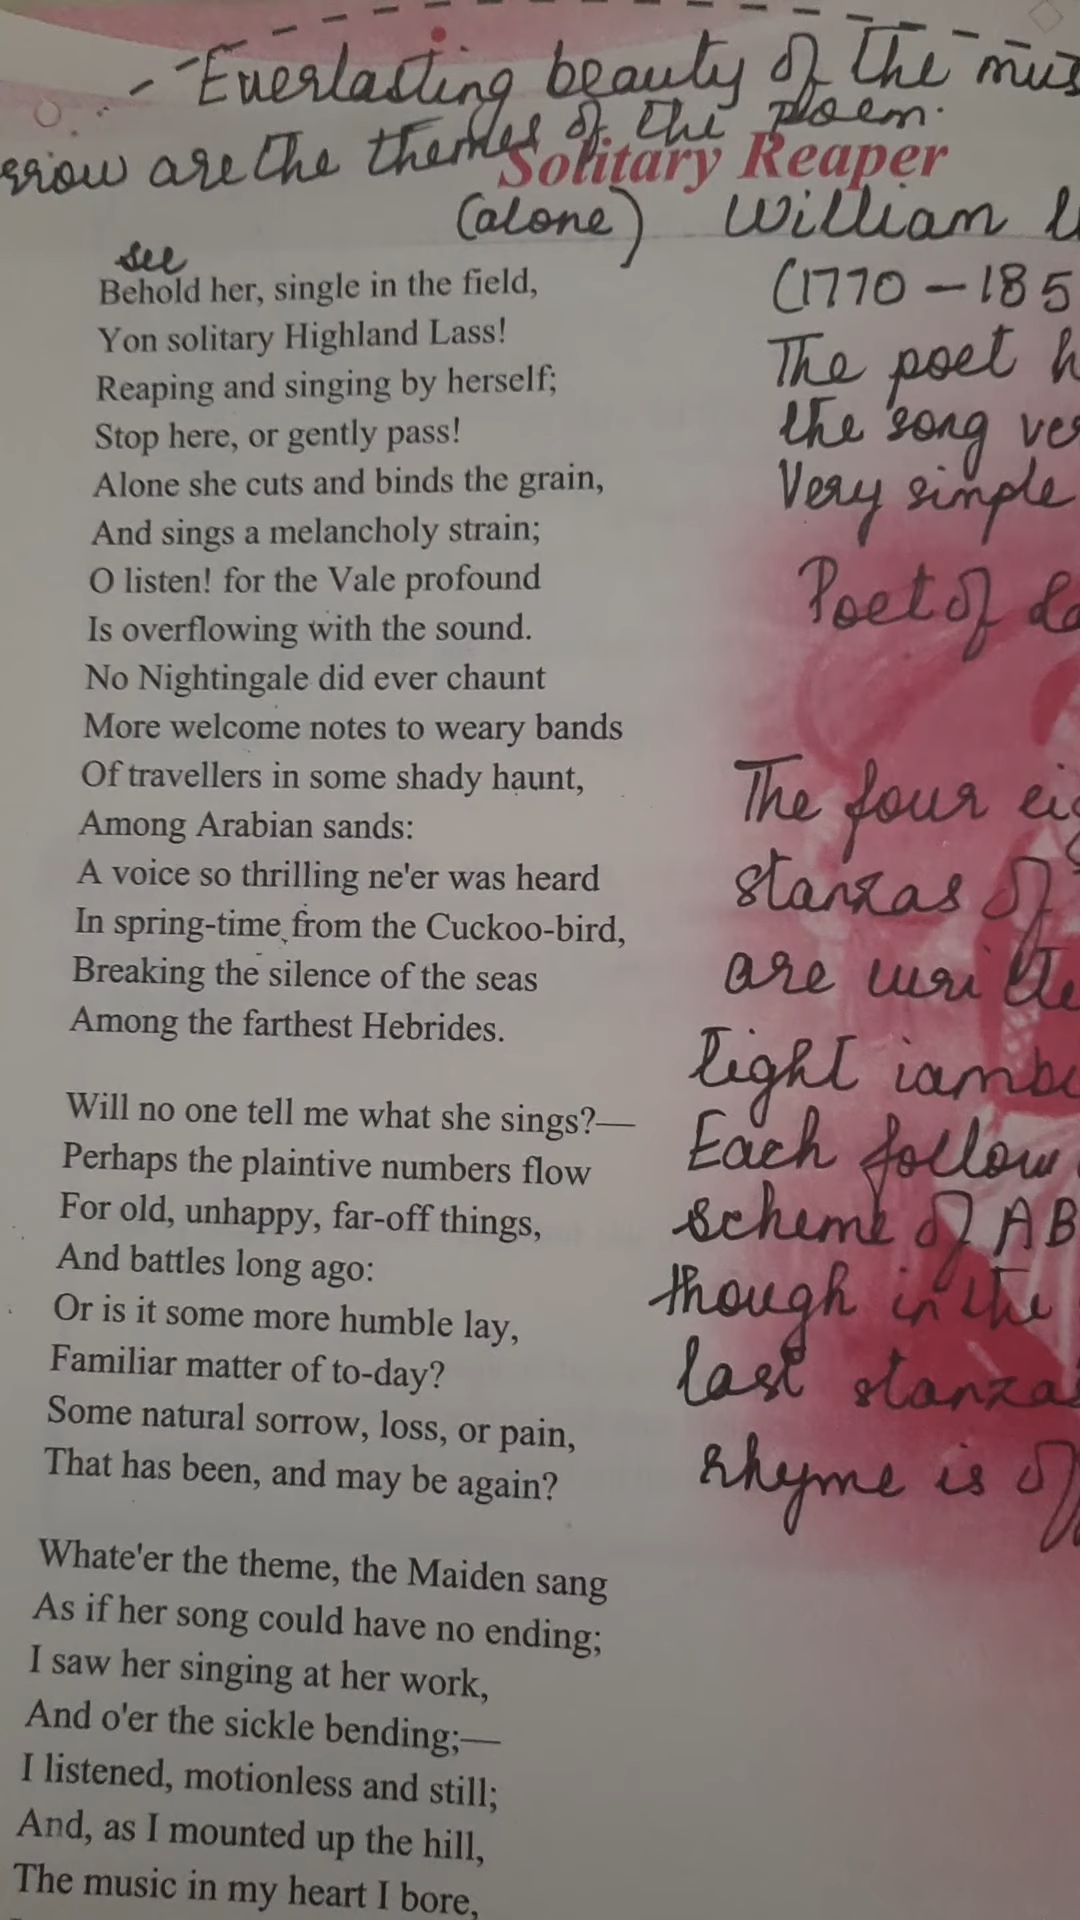 Everlasting beauty of the mus
rrow are the themes of the poem.
Solitary Reaper
(alone) William
see
Behold her, single in the field,
(1770 - 185
Yon solitary Highland Lass!
The poet h
Reaping and singing by herself;
the song ve
Stop here, or gently pass!
Alone she cuts and binds the grain,
Very simple
And sings a melancholy strain;
O listen! for the Vale profound
Poet of
Is overflowing with the sound.
No Nightingale did ever chaunt
More welcome notes to weary bands
Of travellers in some shady haunt,
The four ei
Among Arabian sands:
A voice so thrilling ne'er was heard
stanzas of
In spring-time from the Cuckoo-bird,
Breaking the silence of the seas
are writte
Among the farthest Hebrides.
tight iambi
Will no one tell me what she sings?—
Each follow
Perhaps the plaintive numbers flow
For old, unhappy, far-off things,
scheme of AB
And battles long ago:
though in the
Or is it some more humble lay,
Familiar matter of to-day?
last stanza
Some natural sorrow, loss, or pain,
That has been, and may be again?
rhyme is of
Whate'er the theme, the Maiden sang
As if her song could have no ending;
I saw her singing at her work,
And o'er the sickle bending;—
I listened, motionless and still;
And, as I mounted up the hill,
The music in my heart I bore,